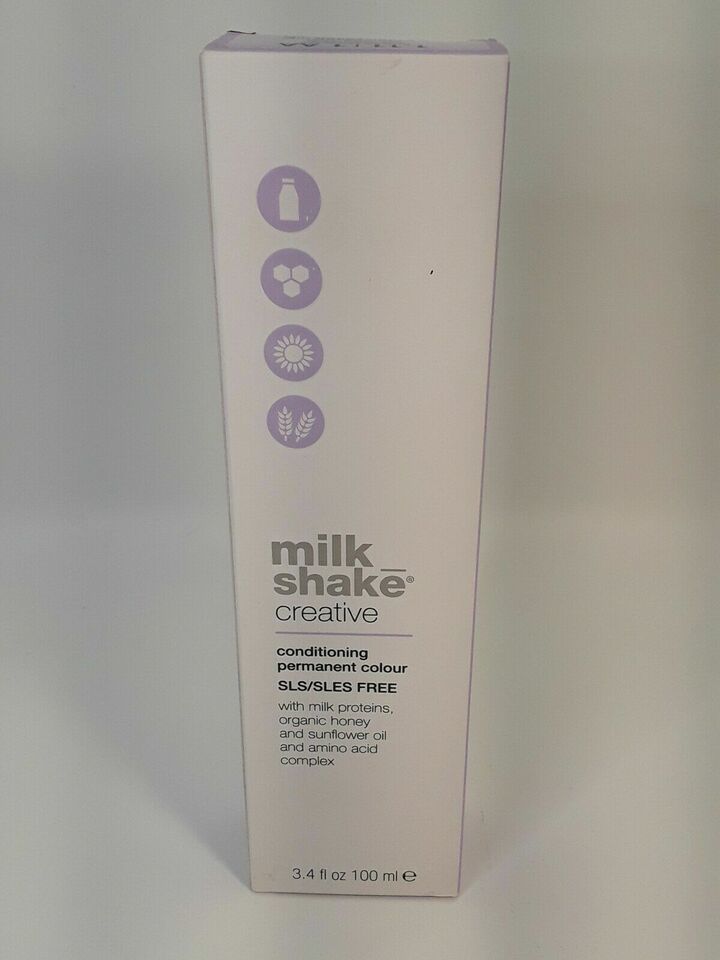 milk_
shake®
creative
conditioning
permanent colour
SLS/SLES FREE
with milk proteins,
organic honey
and sunflower oil
and amino acid
complex
3.4 fl oz 100 ml ℮